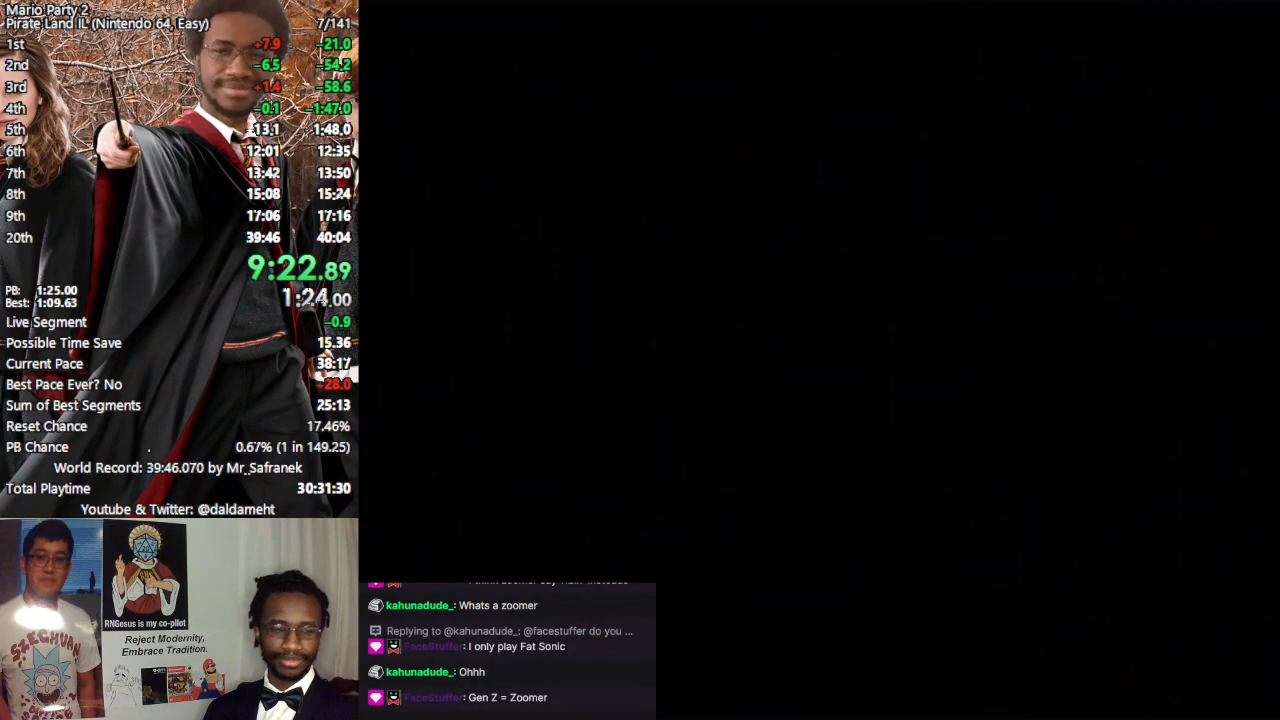 Mario Party 2
Pirate Land IL (Nintendo 64, Easy) 7/141
1st +7.9 -21.0
2nd -6.5 -54.2
3rd +1.4 -58.6
4th -0.1 -1:47.0
5th -13.1 -1:48.0
6th 12:01 12:35
7th 13:42 13:50
8th 15:08 15:24
9th 17:06 17:16
20th 39:46 40:04
9:22.89
PB: 1:25.00
Best: 1:09.63
1:24.00
Live Segment -0.9
Possible Time Save 15.36
Current Pace 38:17
Best Pace Ever? No +28.0
Sum of Best Segments 25:13
Reset Chance 17.46%
PB Chance 0.67% (1 in 149.25)
World Record: 39:46.070 by Mr_Safranek
Total Playtime 30:31:30
Youtube & Twitter: @daldameht
RNGesus is my co-pilot
Reject Modernity,
Embrace Tradition.
SZECHUAN
kahunadude_: Whats a zoomer
Replying to @kahunadude_: @facestuffer do you ...
FaceStuffer: I only play Fat Sonic
kahunadude_: Ohhh
FaceStuffer: Gen Z = Zoomer